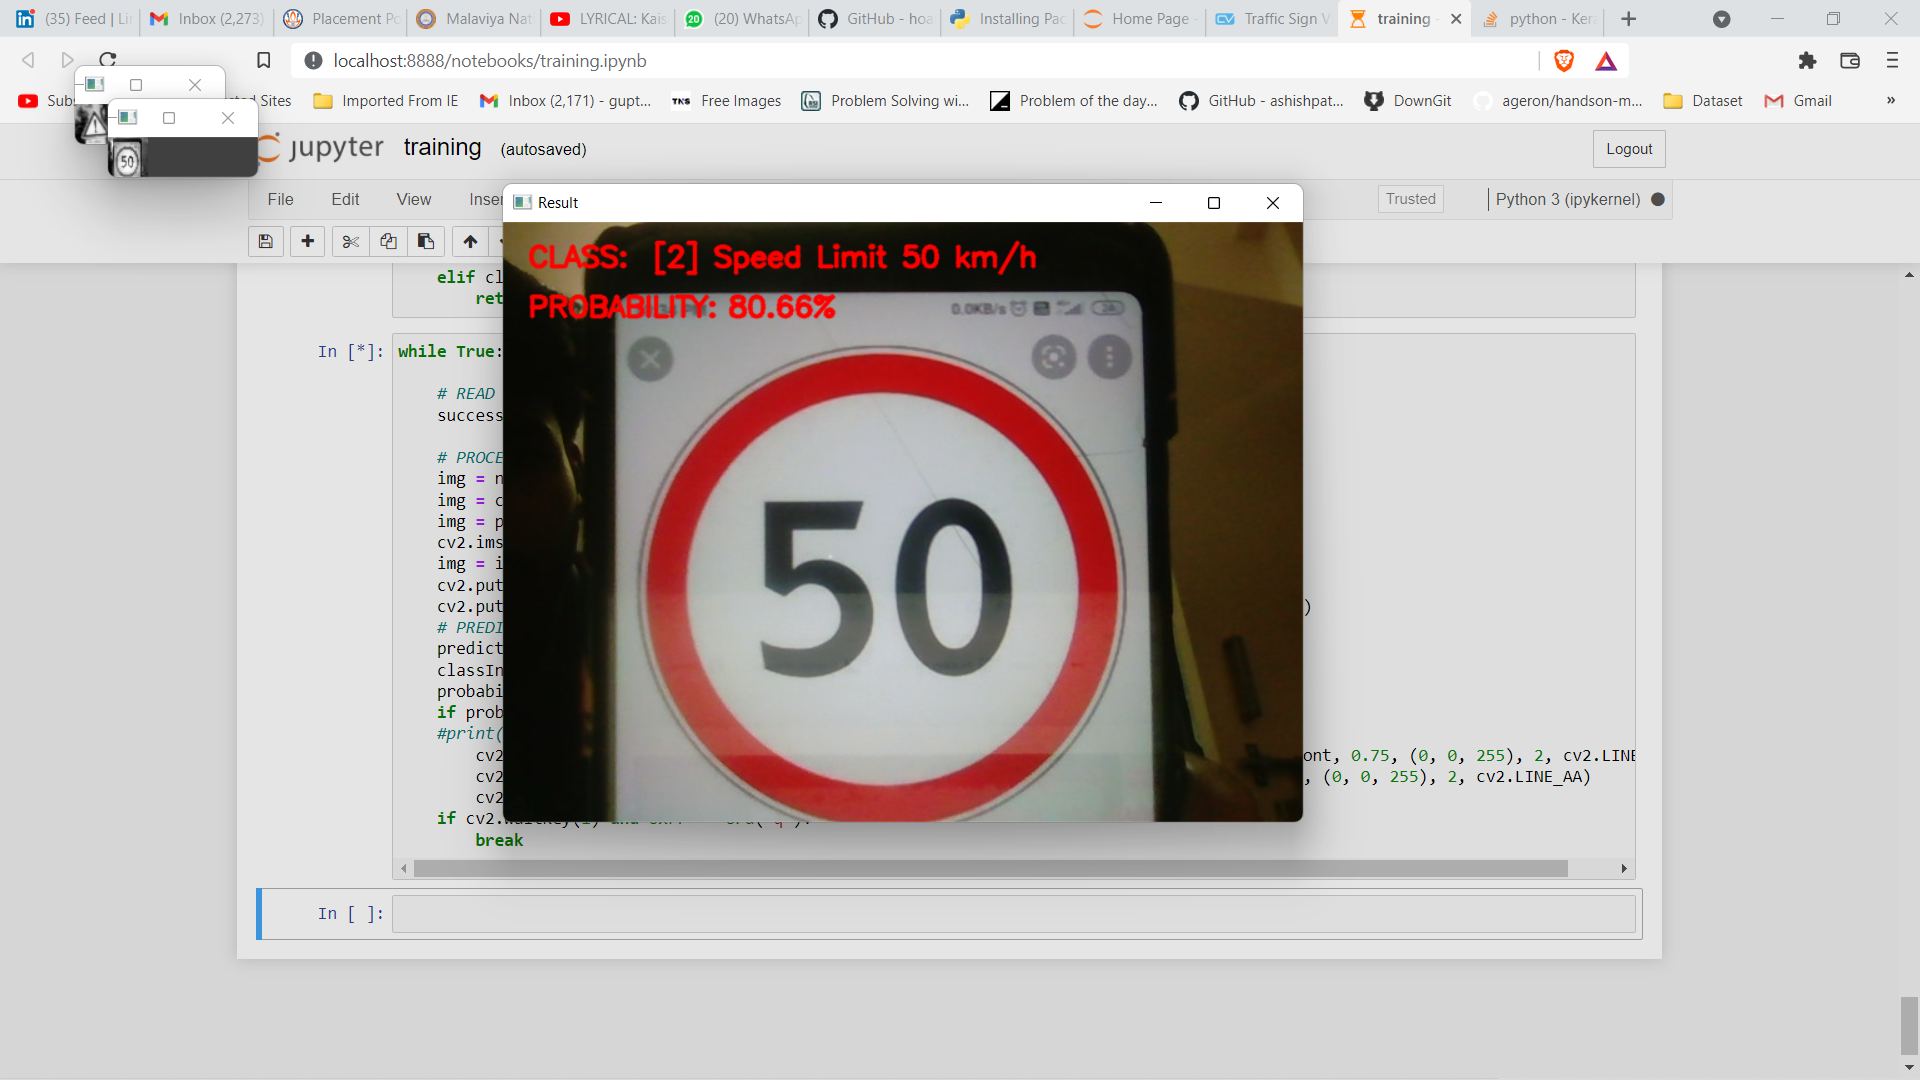 (35) Feed | Li
Inbox (2,273)
Placement Po
Malaviya Nat
LYRICAL: Kais
(20) WhatsAp
GitHub - hoa
Installing Pac
Home Page -
Traffic Sign V
training
python - Ker
localhost:8888/notebooks/training.ipynb
Subs
ted Sites
Imported From IE
Inbox (2,171) - gupt...
Free Images
Problem Solving wi...
Problem of the day...
GitHub - ashishpat...
DownGit
ageron/handson-m...
Dataset
Gmail
»
jupyter training (autosaved)
Logout
File Edit View Inser
Trusted
Python 3 (ipykernel)
Result
CLASS: [2] Speed Limit 50 km/h
PROBABILITY: 80.66%
0.0KB/s
50
50
elif cl
ret
In [*]: while True:
# READ
success
# PROCE
img = n
img = c
img = p
cv2.ims
img = i
cv2.put
cv2.put )
# PREDI
predict
classIn
probabi
if prob
#print(
cv2 ont, 0.75, (0, 0, 255), 2, cv2.LINE
cv2 , (0, 0, 255), 2, cv2.LINE_AA)
cv2
if cv2.
break
In [ ]: